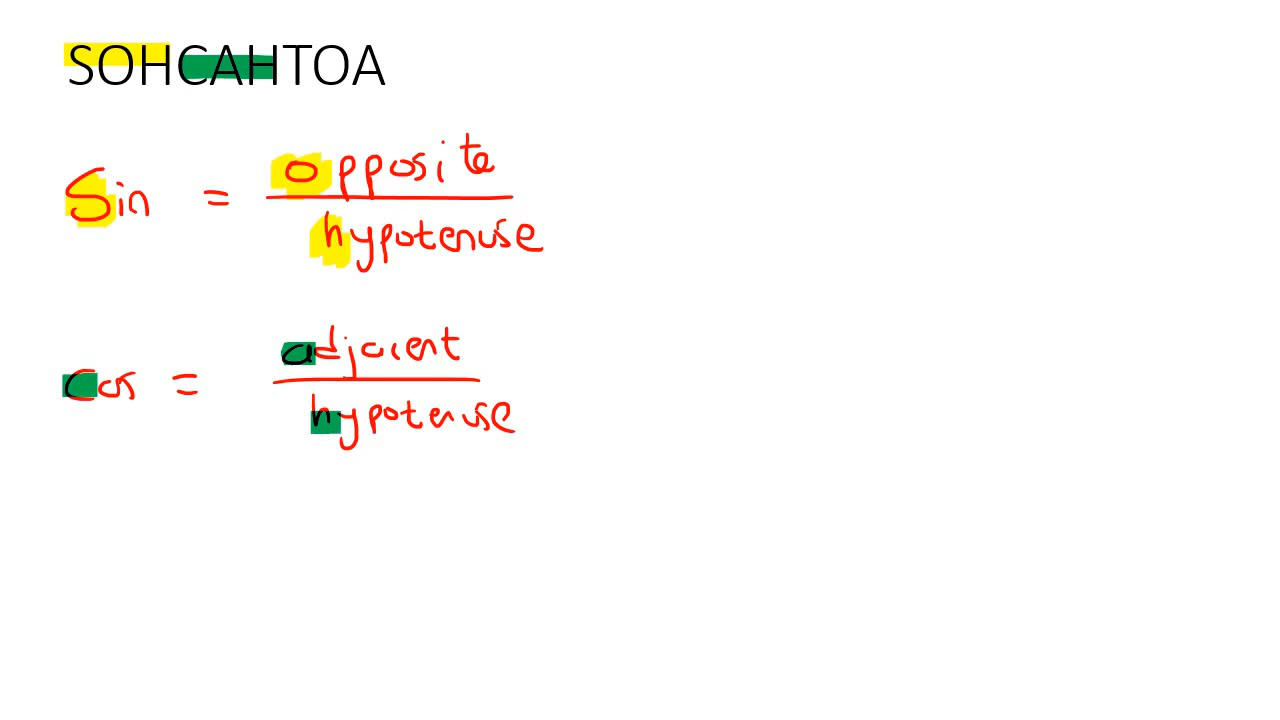 SOHCAHTOA
Sin = opposite
hypotenuse
Cos = adjacent
hypotenuse